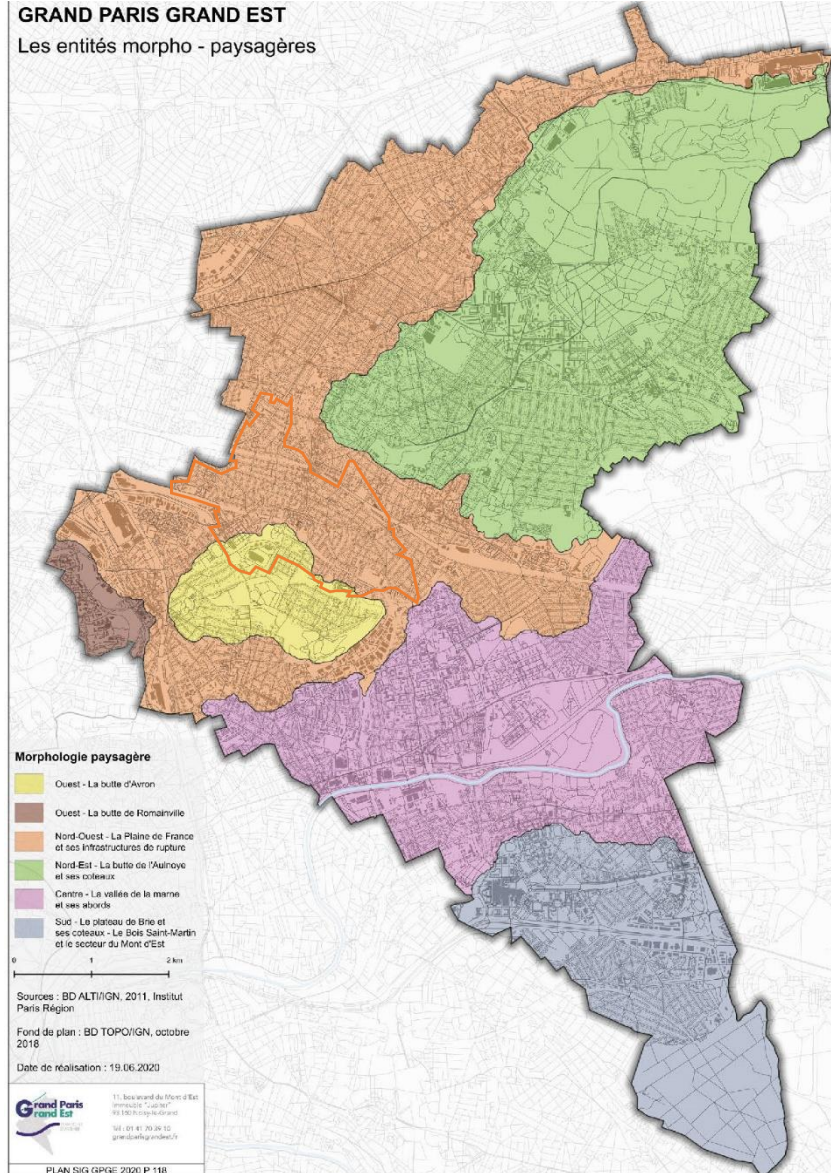 GRAND PARIS GRAND EST
Les entités morpho - paysagères
Morphologie paysagère
Ouest - La butte d'Avron
Ouest - La butte de Romainville
Nord-Ouest - La Plaine de France
et ses infrastructures de rupture
Nord-Est - La butte de l'Aulnoye
et ses coteaux
Centre - La vallée de la marne
et ses abords
Sud - Le plateau de Brie et
ses coteaux - Le Bois Saint-Martin
et le secteur du Mont d'Est
0 1 2 km
Sources : BD ALTI/IGN, 2011, Institut
Paris Région
Fond de plan : BD TOPO/IGN, octobre
2018
Date de réalisation : 19.06.2020
Grand Paris
Grand Est
11, boulevard du Mont d'Est
Immeuble "Jupiter"
93160 Noisy-le-Grand
Tél : 01 41 70 39 10
grandparisgrandest.fr
PLAN SIG GPGE 2020 P 118